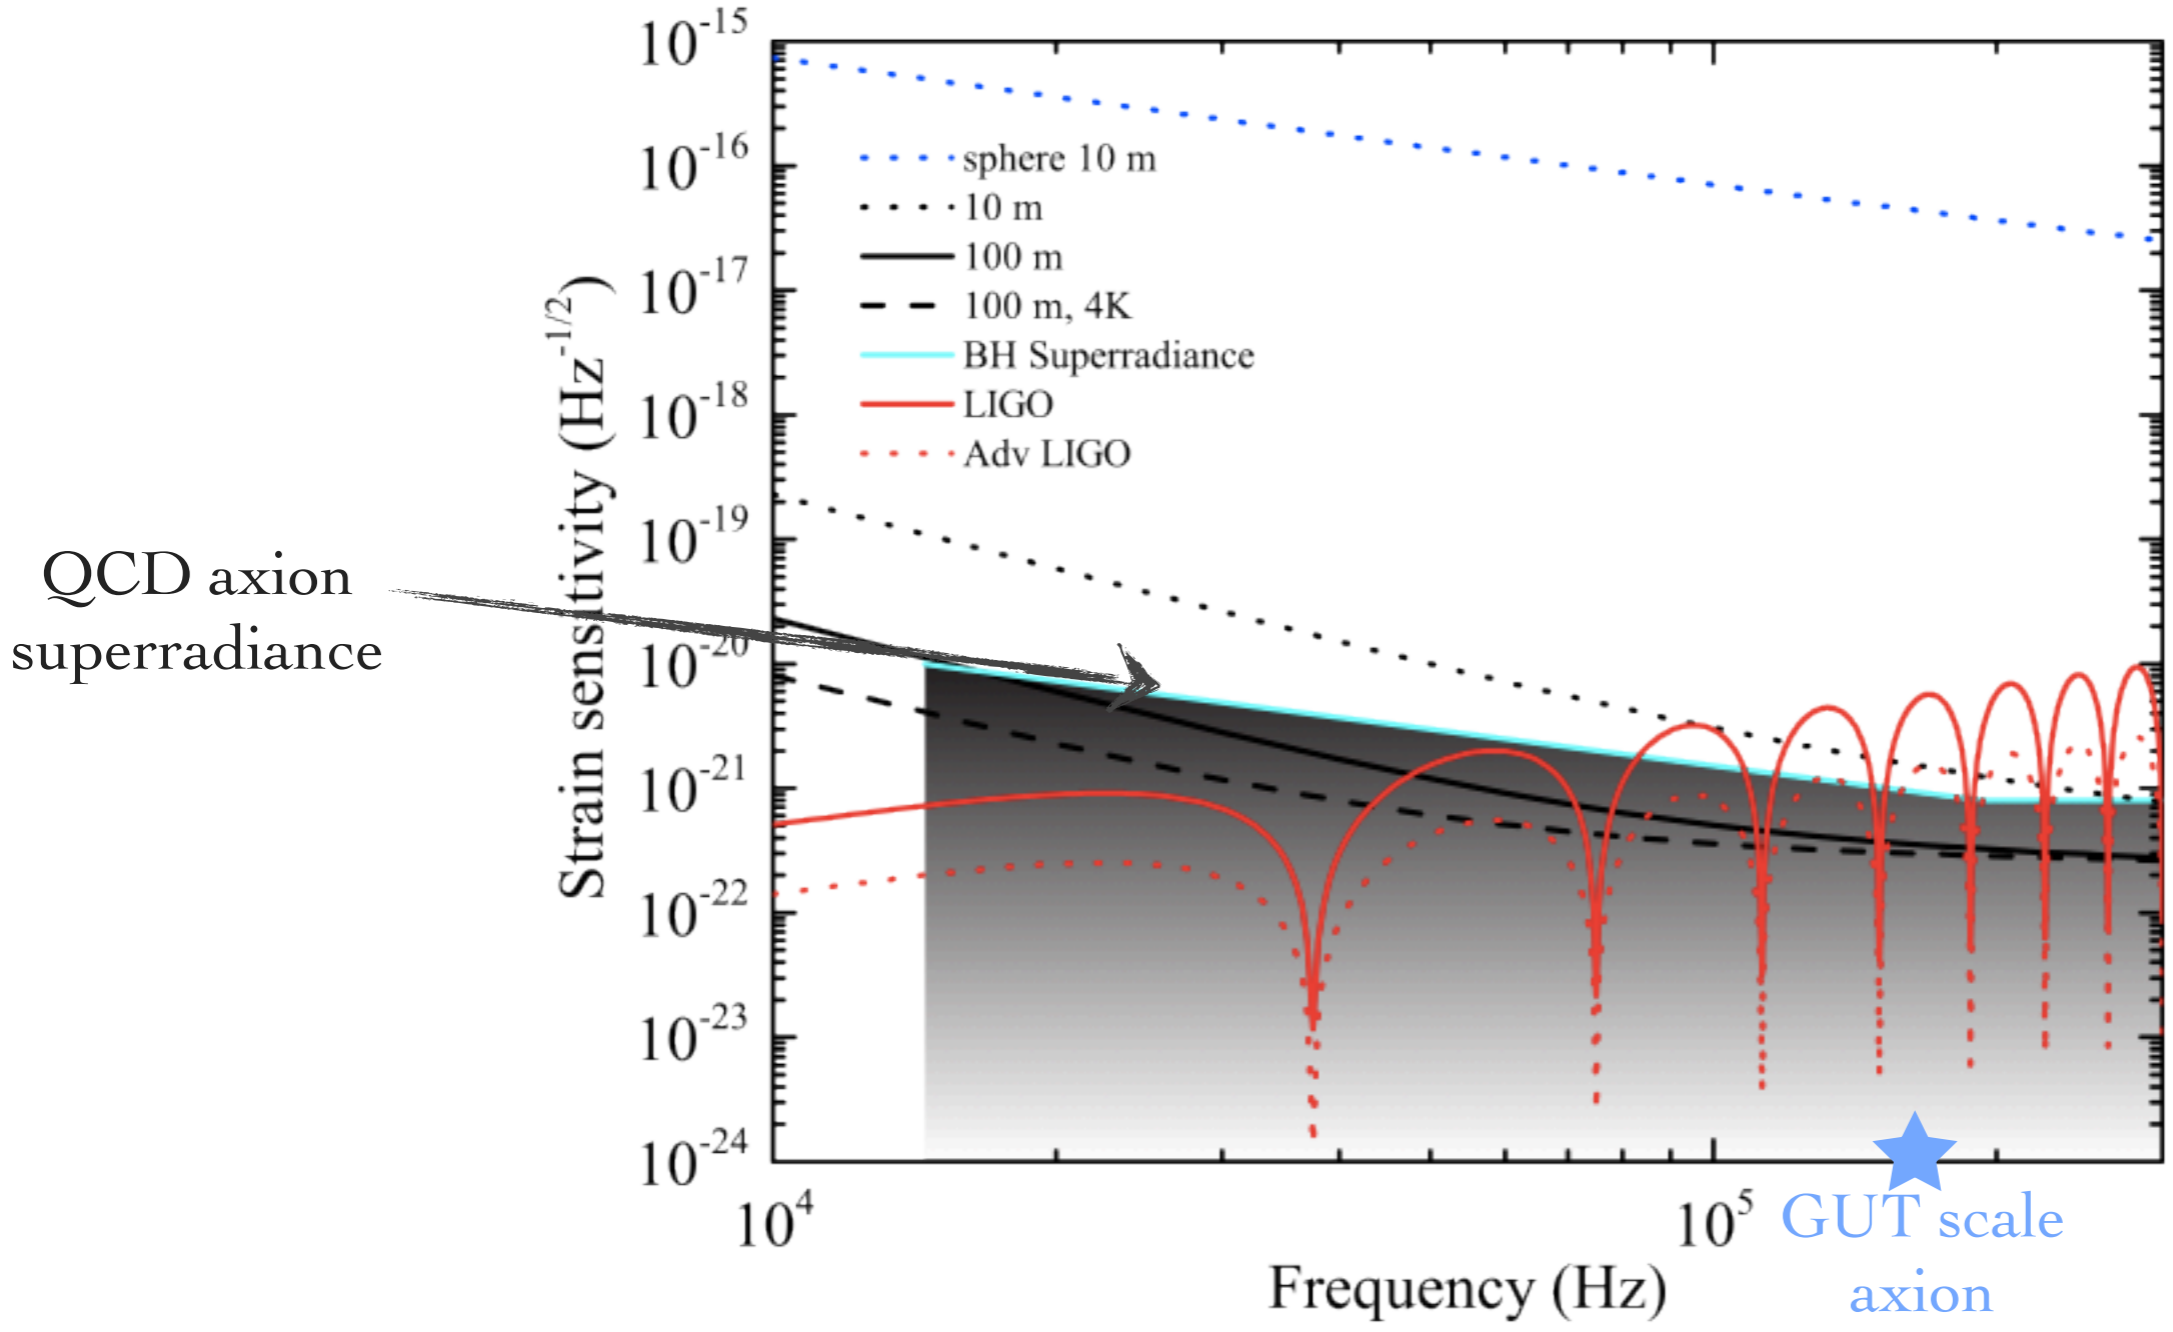 10^-15
10^-16
10^-17
10^-18
10^-19
10^-20
10^-21
10^-22
10^-23
10^-24
Strain sensitivity (Hz^-1/2)
sphere 10 m
10 m
100 m
100 m, 4K
BH Superradiance
LIGO
Adv LIGO
QCD axion
superradiance
10^4
10^5
Frequency (Hz)
GUT scale
axion